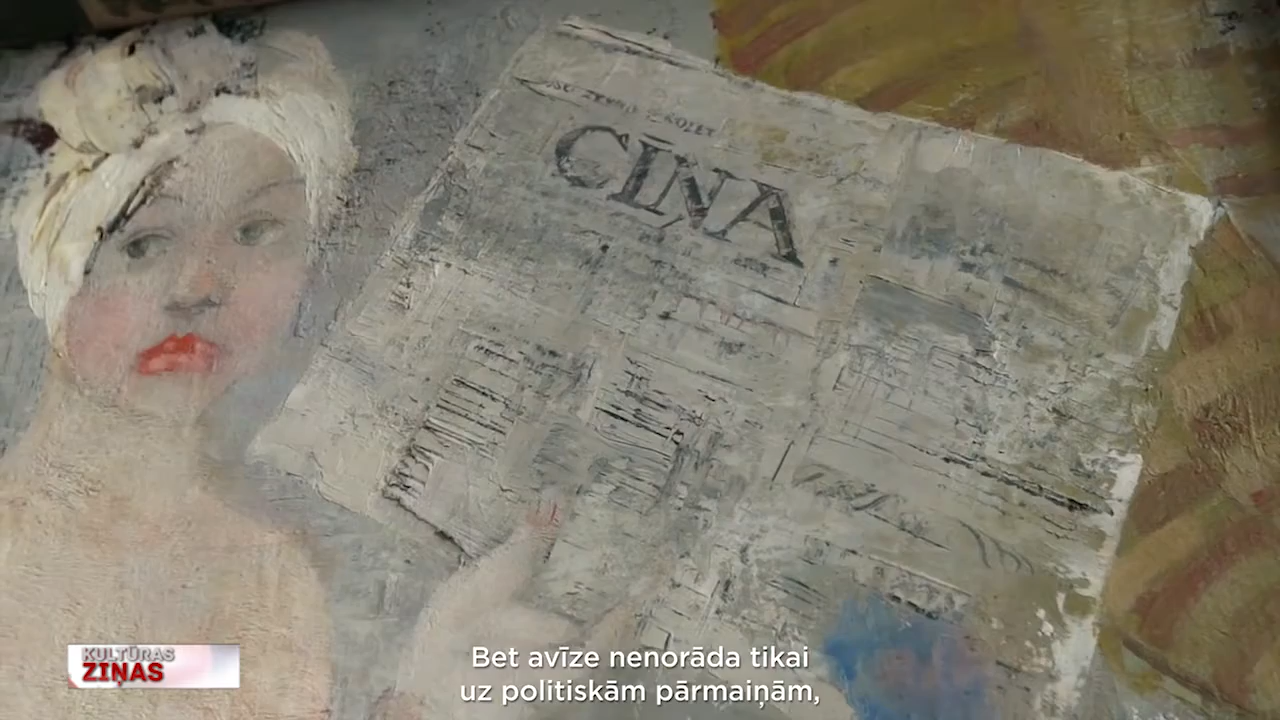 CĪŅA
KULTŪRAS
ZIŅAS
Bet avīze nenorāda tikai
uz politiskām pārmaiņām,